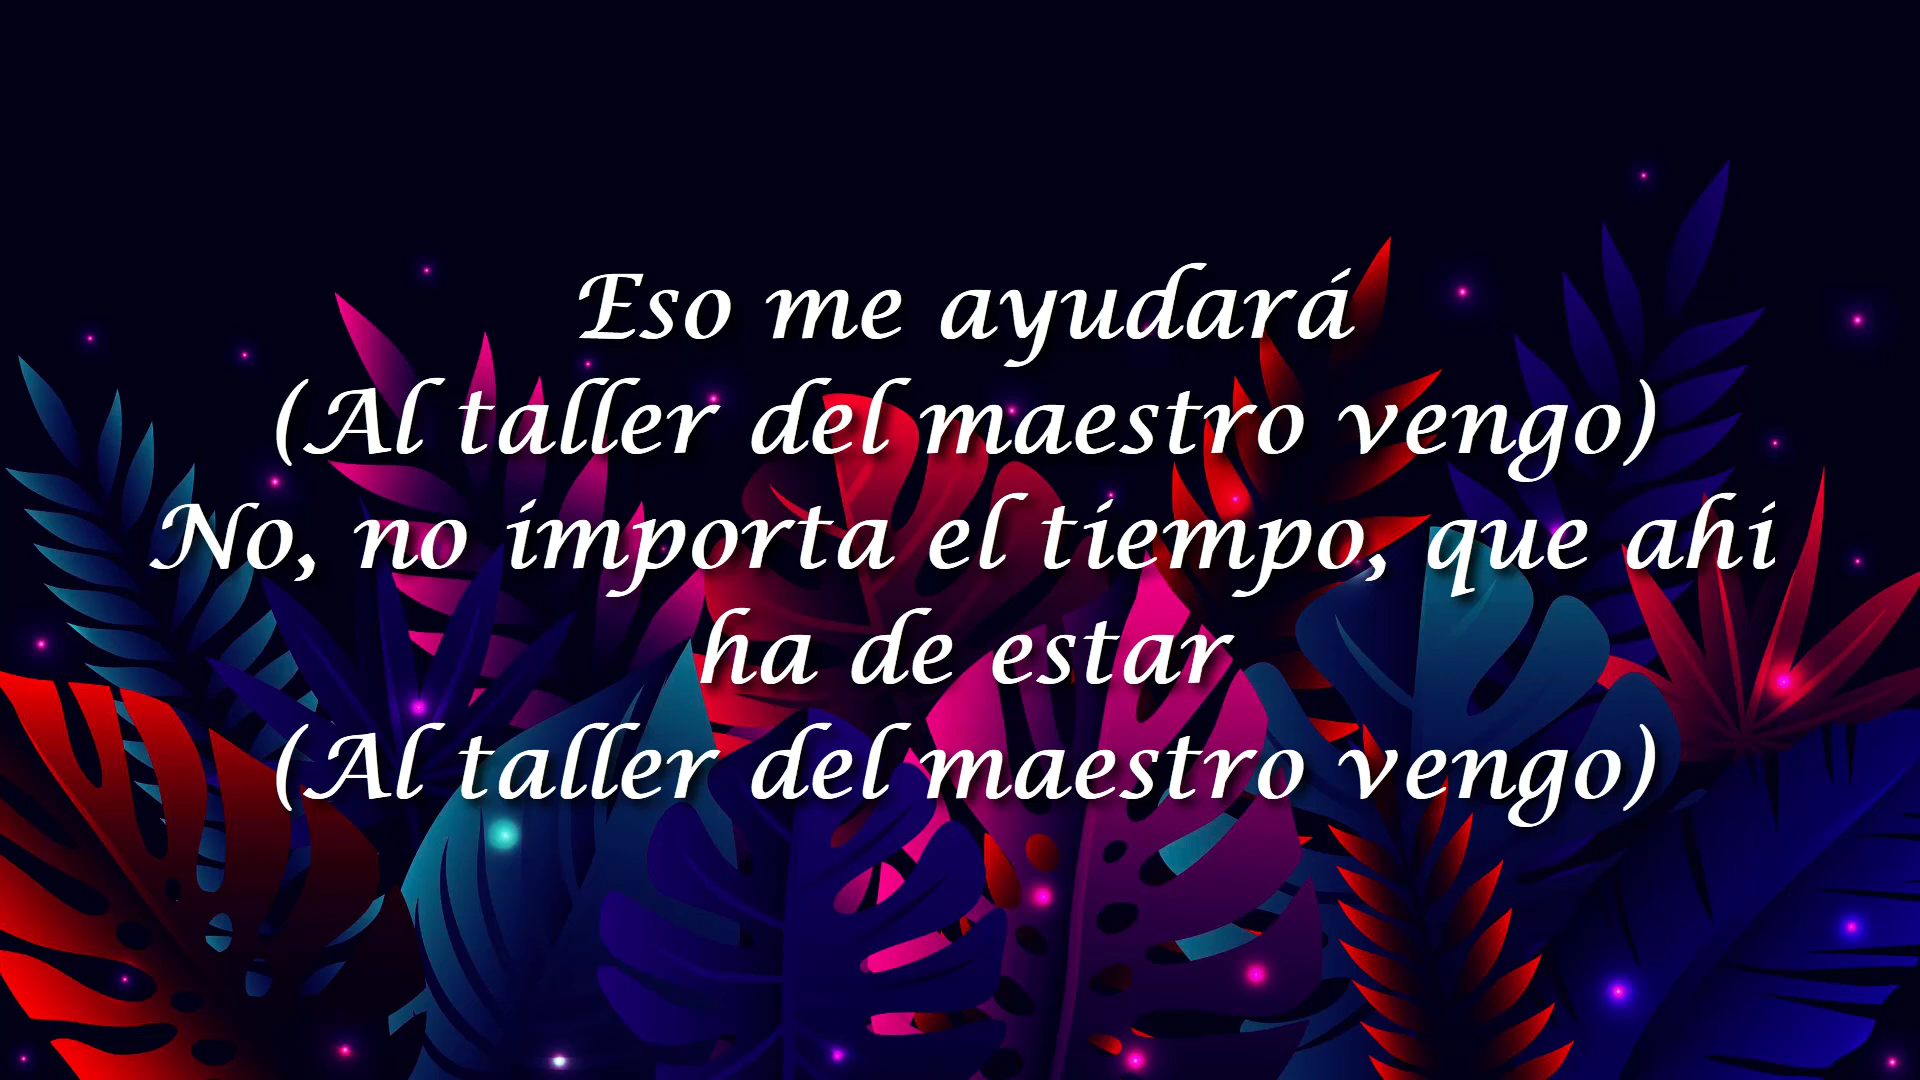 Eso me ayudará
(Al taller del maestro vengo)
No, no importa el tiempo, que ahí
ha de estar
(Al taller del maestro vengo)